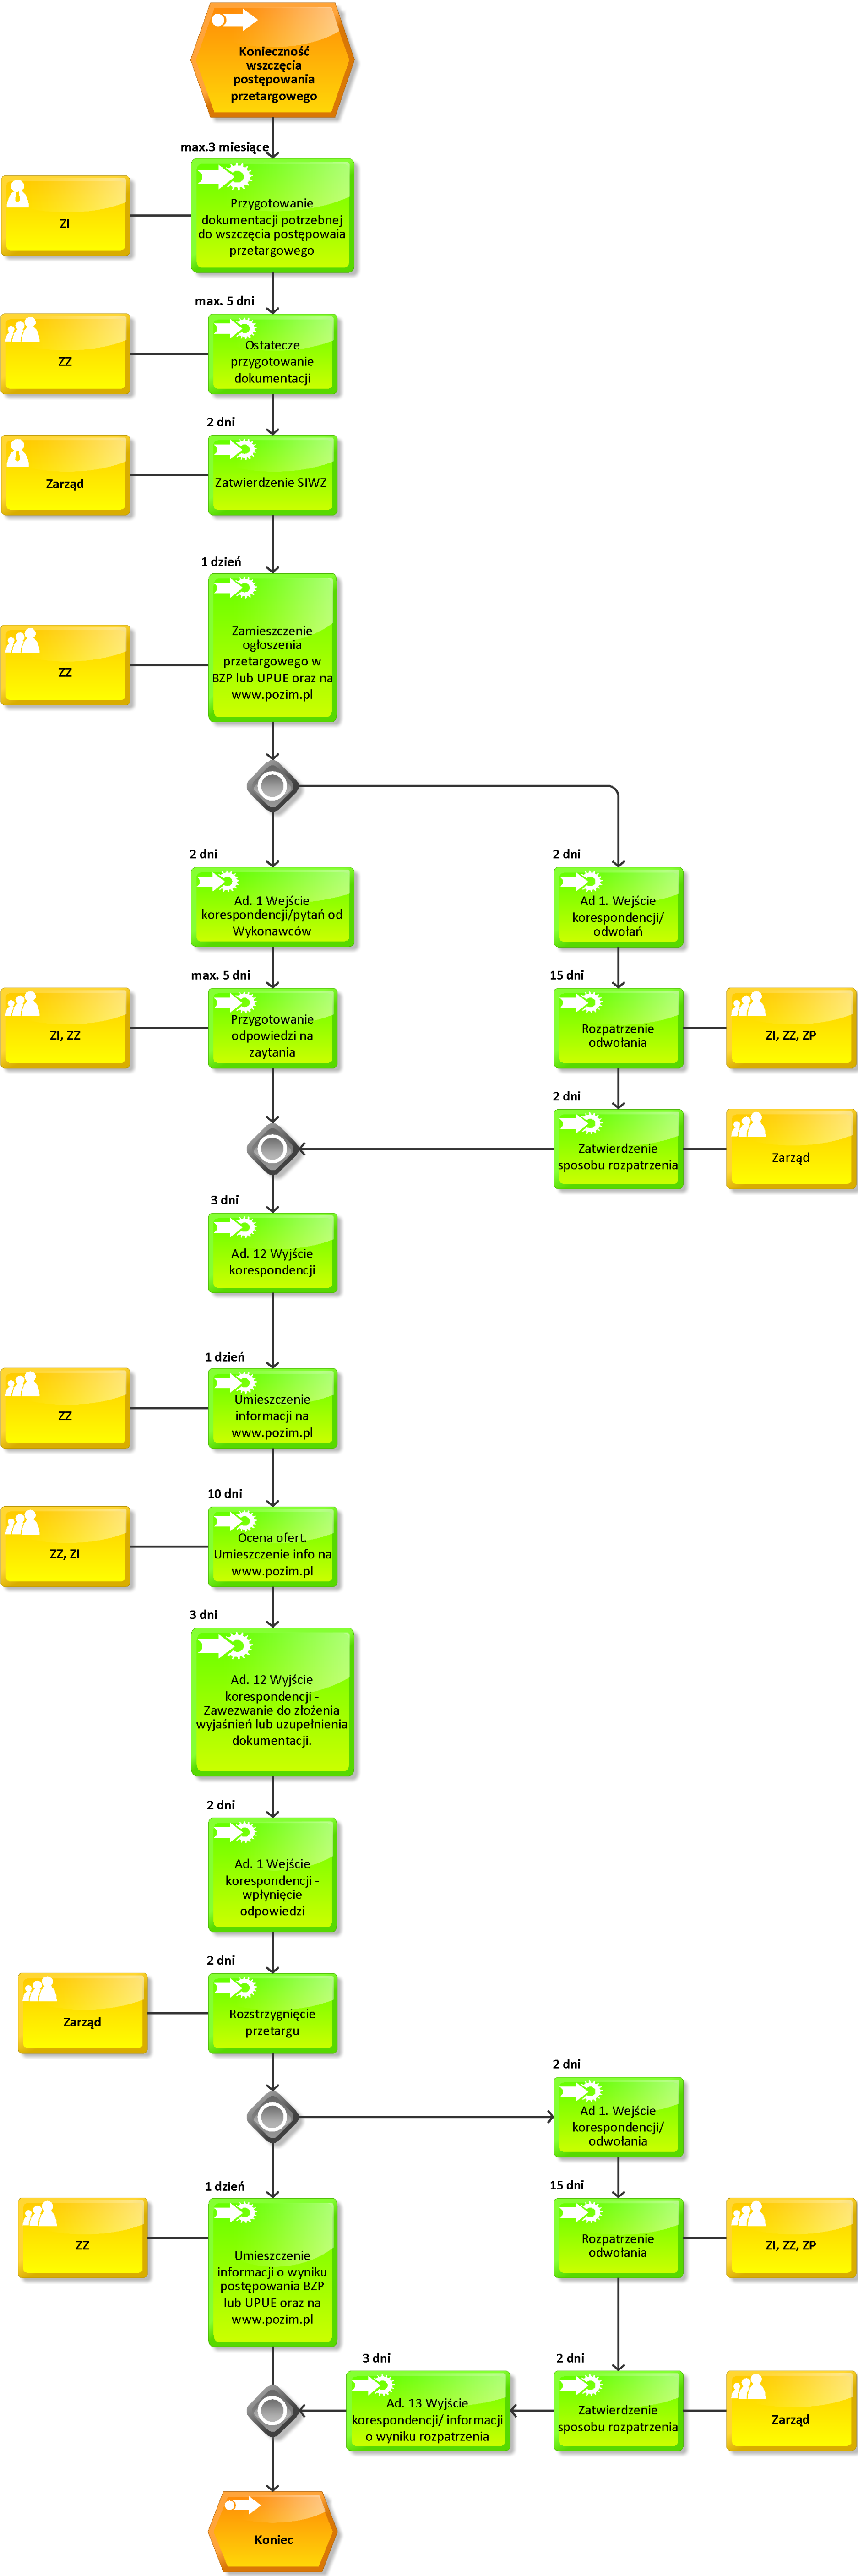 Konieczność
wszczęcia
postępowania
przetargowego
max.3 miesiące
Przygotowanie
dokumentacji potrzebnej
do wszczęcia postępowaia
przetargowego
ZI
max. 5 dni
Ostatecze
przygotowanie
dokumentacji
ZZ
2 dni
Zatwierdzenie SIWZ
Zarząd
1 dzień
Zamieszczenie
ogłoszenia
przetargowego w
BZP lub UPUE oraz na
www.pozim.pl
ZZ
2 dni
Ad. 1 Wejście
korespondencji/pytań od
Wykonawców
2 dni
Ad 1. Wejście
korespondencji/
odwołań
max. 5 dni
Przygotowanie
odpowiedzi na
zaytania
ZI, ZZ
15 dni
Rozpatrzenie
odwołania
ZI, ZZ, ZP
2 dni
Zatwierdzenie
sposobu rozpatrzenia
Zarząd
3 dni
Ad. 12 Wyjście
korespondencji
1 dzień
Umieszczenie
informacji na
www.pozim.pl
ZZ
10 dni
Ocena ofert.
Umieszczenie info na
www.pozim.pl
ZZ, ZI
3 dni
Ad. 12 Wyjście
korespondencji -
Zawezwanie do złożenia
wyjaśnień lub uzupełnienia
dokumentacji.
2 dni
Ad. 1 Wejście
korespondencji -
wpłynięcie
odpowiedzi
2 dni
Rozstrzygnięcie
przetargu
Zarząd
2 dni
Ad 1. Wejście
korespondencji/
odwołania
1 dzień
Umieszczenie
informacji o wyniku
postępowania BZP
lub UPUE oraz na
www.pozim.pl
ZZ
15 dni
Rozpatrzenie
odwołania
ZI, ZZ, ZP
3 dni
Ad. 13 Wyjście
korespondencji/ informacji
o wyniku rozpatrzenia
2 dni
Zatwierdzenie
sposobu rozpatrzenia
Zarząd
Koniec